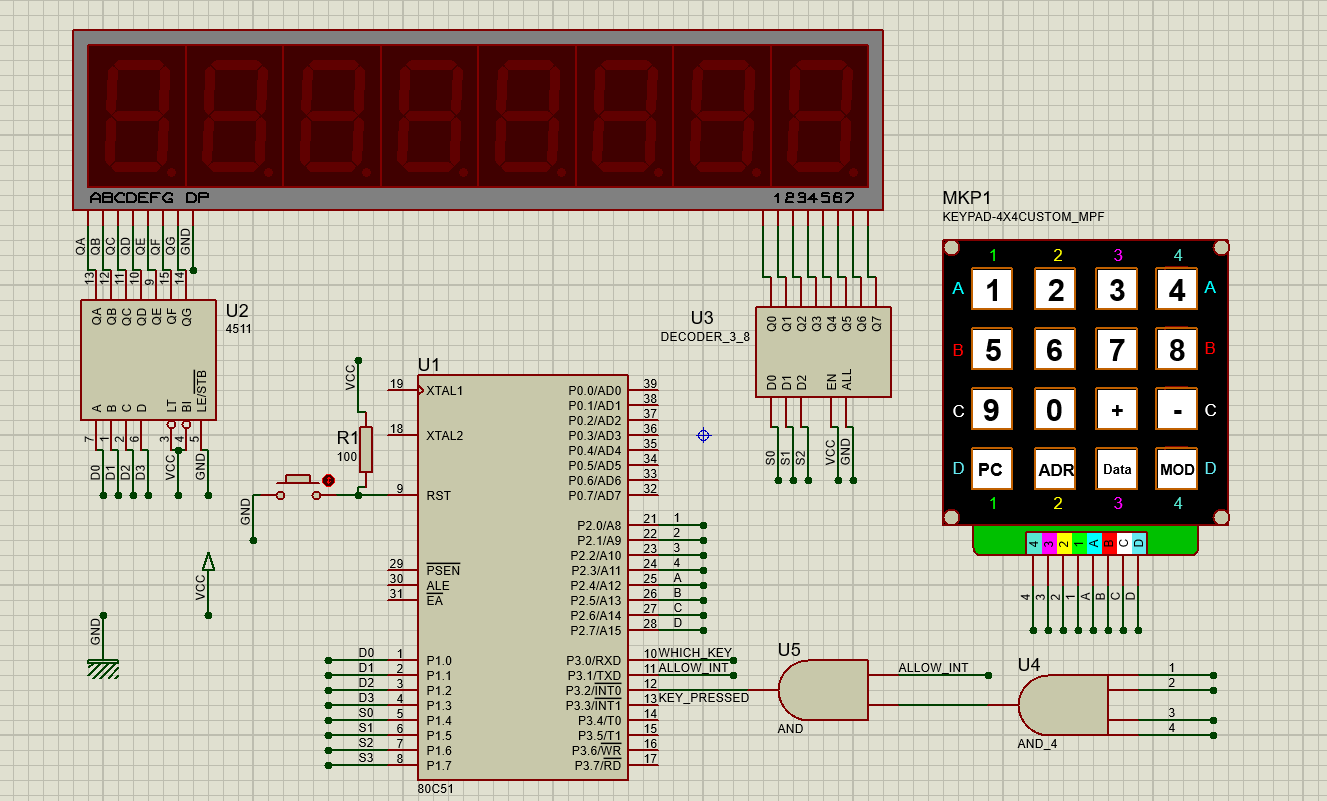 ABCDEFG DP
1234567
QA QB QC QD QE QF QG GND
13 12 11 10 9 15 14
QA QB QC QD QE QF QG
U2
4511
A B C D LT BI LE/STB
7 1 2 6 3 4 5
D0 D1 D2 D3 VCC GND
U3
DECODER_3_8
Q0 Q1 Q2 Q3 Q4 Q5 Q6 Q7
D0 D1 D2 EN ALL
S0 S1 S2 VCC GND
MKP1
KEYPAD-4X4CUSTOM_MPF
1 2 3 4
A 1 2 3 4 A
B 5 6 7 8 B
C 9 0 + - C
D PC ADR Data MOD D
1 2 3 4
4 3 2 1 A B C D
4 3 2 1 A B C D
VCC
R1
100
GND
VCC
GND
U1
19 XTAL1 P0.0/AD0 39
P0.1/AD1 38
P0.2/AD2 37
18 XTAL2 P0.3/AD3 36
P0.4/AD4 35
P0.5/AD5 34
P0.6/AD6 33
9 RST P0.7/AD7 32
P2.0/A8 21 1
P2.1/A9 22 2
P2.2/A10 23 3
29 PSEN P2.3/A11 24 4
30 ALE P2.4/A12 25 A
31 EA P2.5/A13 26 B
P2.6/A14 27 C
P2.7/A15 28 D
D0 1 P1.0 P3.0/RXD 10 WHICH_KEY
D1 2 P1.1 P3.1/TXD 11 ALLOW_INT
D2 3 P1.2 P3.2/INT0 12
D3 4 P1.3 P3.3/INT1 13 KEY_PRESSED
S0 5 P1.4 P3.4/T0 14
S1 6 P1.5 P3.5/T1 15
S2 7 P1.6 P3.6/WR 16
S3 8 P1.7 P3.7/RD 17
80C51
U5
ALLOW_INT
AND
U4
1
2
3
4
AND_4